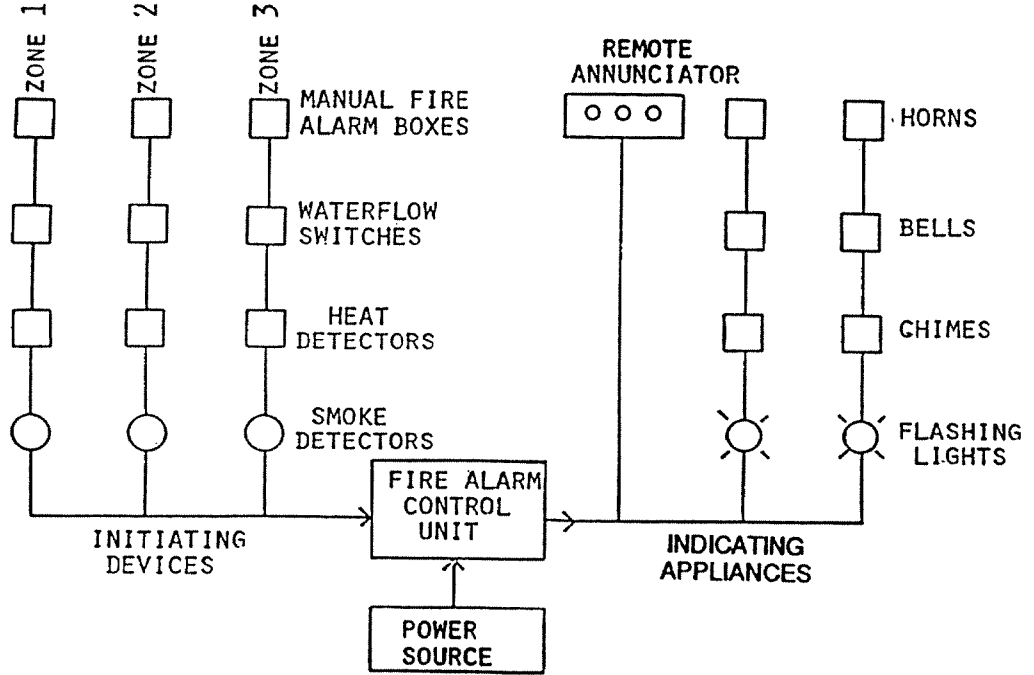 ZONE 1
ZONE 2
ZONE 3
MANUAL FIRE
ALARM BOXES
WATERFLOW
SWITCHES
HEAT
DETECTORS
SMOKE
DETECTORS
INITIATING
DEVICES
FIRE ALARM
CONTROL
UNIT
POWER
SOURCE
REMOTE
ANNUNCIATOR
HORNS
BELLS
CHIMES
FLASHING
LIGHTS
INDICATING
APPLIANCES